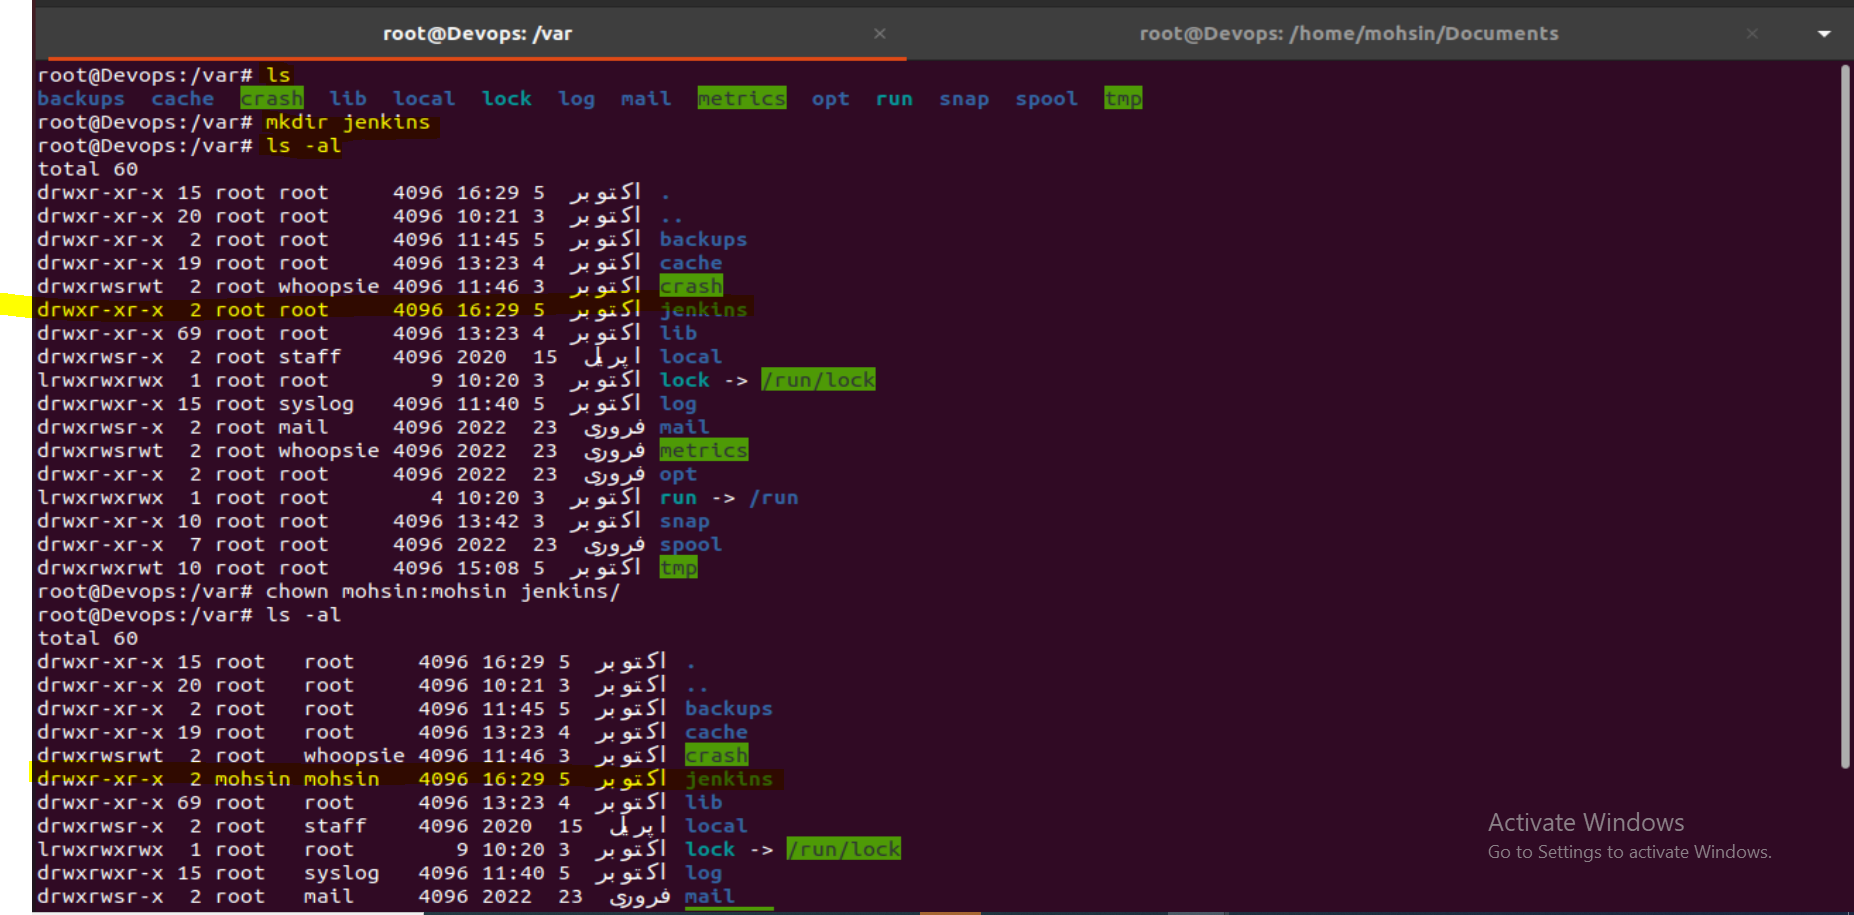 root@Devops: /var × root@Devops: /home/mohsin/Documents ×
root@Devops:/var# ls
backups cache crash lib local lock log mail metrics opt run snap spool tmp
root@Devops:/var# mkdir jenkins
root@Devops:/var# ls -al
total 60
drwxr-xr-x 15 root root 4096 16:29 5 اکتوبر .
drwxr-xr-x 20 root root 4096 10:21 3 اکتوبر ..
drwxr-xr-x 2 root root 4096 11:45 5 اکتوبر backups
drwxr-xr-x 19 root root 4096 13:23 4 اکتوبر cache
drwxrwsrwt 2 root whoopsie 4096 11:46 3 اکتوبر crash
drwxr-xr-x 2 root root 4096 16:29 5 اکتوبر jenkins
drwxr-xr-x 69 root root 4096 13:23 4 اکتوبر lib
drwxrwsr-x 2 root staff 4096 2020 15 اپریل local
lrwxrwxrwx 1 root root 9 10:20 3 اکتوبر lock -> /run/lock
drwxrwxr-x 15 root syslog 4096 11:40 5 اکتوبر log
drwxrwsr-x 2 root mail 4096 2022 23 فروری mail
drwxrwsrwt 2 root whoopsie 4096 2022 23 فروری metrics
drwxr-xr-x 2 root root 4096 2022 23 فروری opt
lrwxrwxrwx 1 root root 4 10:20 3 اکتوبر run -> /run
drwxr-xr-x 10 root root 4096 13:42 3 اکتوبر snap
drwxr-xr-x 7 root root 4096 2022 23 فروری spool
drwxrwxrwt 10 root root 4096 15:08 5 اکتوبر tmp
root@Devops:/var# chown mohsin:mohsin jenkins/
root@Devops:/var# ls -al
total 60
drwxr-xr-x 15 root root 4096 16:29 5 اکتوبر .
drwxr-xr-x 20 root root 4096 10:21 3 اکتوبر ..
drwxr-xr-x 2 root root 4096 11:45 5 اکتوبر backups
drwxr-xr-x 19 root root 4096 13:23 4 اکتوبر cache
drwxrwsrwt 2 root whoopsie 4096 11:46 3 اکتوبر crash
drwxr-xr-x 2 mohsin mohsin 4096 16:29 5 اکتوبر jenkins
drwxr-xr-x 69 root root 4096 13:23 4 اکتوبر lib
drwxrwsr-x 2 root staff 4096 2020 15 اپریل local
lrwxrwxrwx 1 root root 9 10:20 3 اکتوبر lock -> /run/lock
drwxrwxr-x 15 root syslog 4096 11:40 5 اکتوبر log
drwxrwsr-x 2 root mail 4096 2022 23 فروری mail
Activate Windows
Go to Settings to activate Windows.